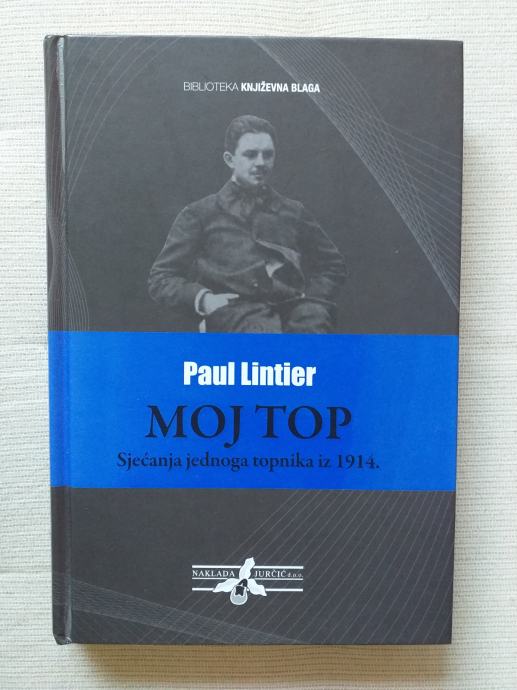 BIBLIOTEKA KNJIŽEVNA BLAGA
Paul Lintier
MOJ TOP
Sjećanja jednoga topnika iz 1914.
NAKLADA JURČIĆ d.o.o.